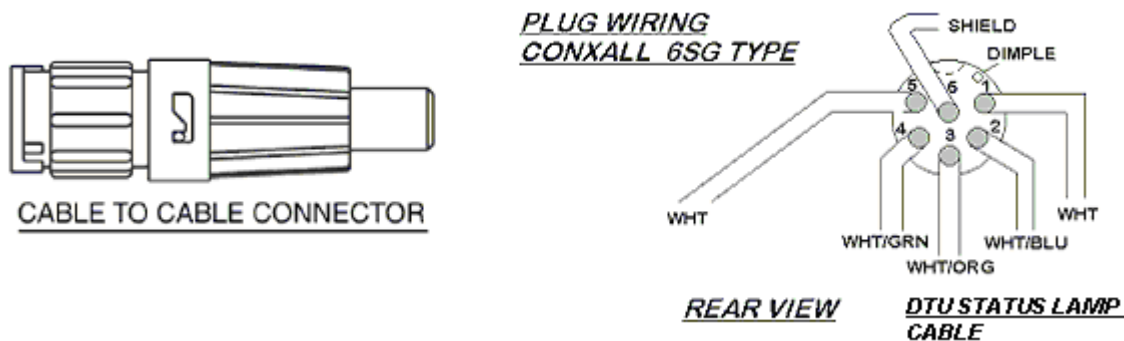 CABLE TO CABLE CONNECTOR
PLUG WIRING
CONXALL 6SG TYPE
SHIELD
DIMPLE
5
6
1
4
3
2
WHT
WHT/GRN
WHT/ORG
WHT/BLU
WHT
REAR VIEW
DTU STATUS LAMP
CABLE